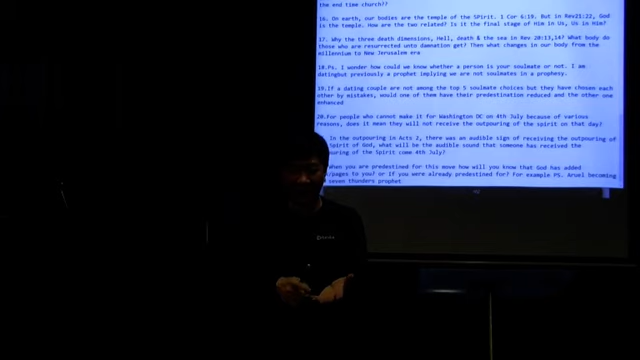 the end time church??
16. On earth, our bodies are the temple of the SPirit. 1 Cor 6:19. But in Rev21:22, God
is the temple. How are the two related? Is it the final stage of Him in Us, Us in Him?
17. Why the three death dimensions, Hell, death & the sea in Rev 20:13,14? What body do
those who are resurrected unto damnation get? Then what changes in our body from the
millennium to New Jerusalem era
18.Ps. I wonder how could we know whether a person is your soulmate or not. I am
datingbut previously a prophet implying we are not soulmates in a prophesy.
19.If a dating couple are not among the top 5 soulmate choices but they have chosen each
other by mistakes, would one of them have their predestination reduced and the other one
enhanced
20.For people who cannot make it for Washington DC on 4th July because of various
reasons, does it mean they will not receive the outpouring of the spirit on that day?
In the outpouring in Acts 2, there was an audible sign of receiving the outpouring of
Spirit of God, what will be the audible sound that someone has received the
ouring of the Spirit come 4th July?
When you are predestined for this move how will you know that God has added
/pages to you? or If you were already predestined for? For example PS. Aruel becoming
seven thunders prophet